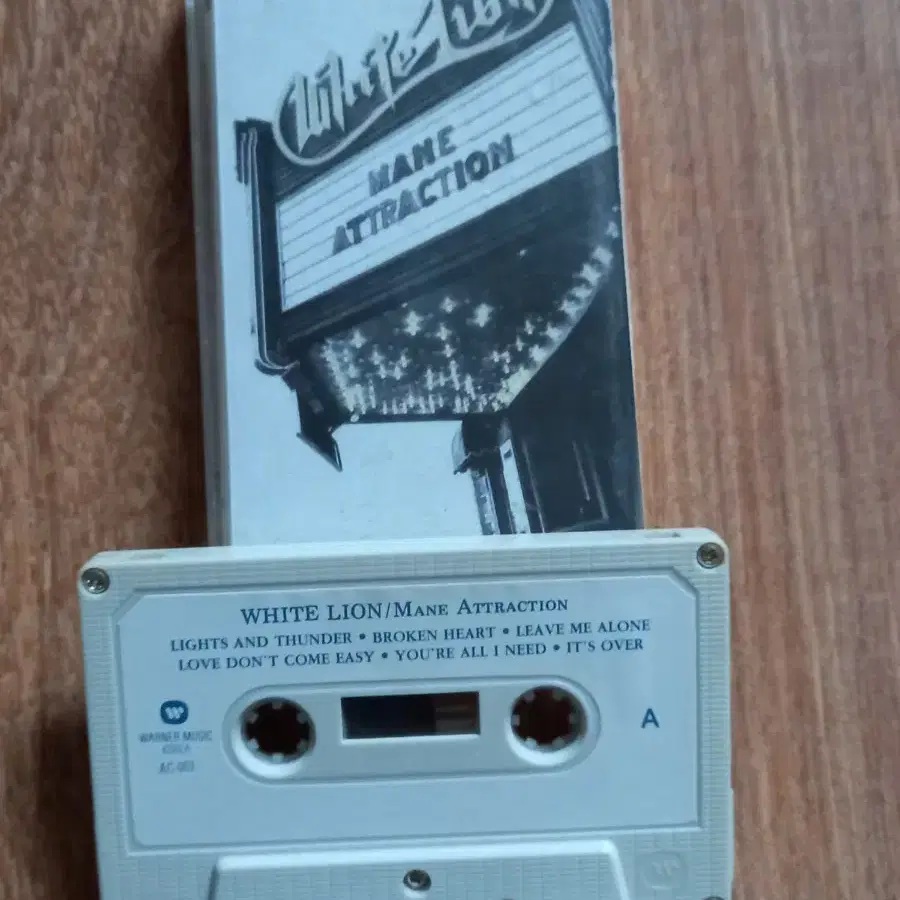 White Lion
MANE
ATTRACTION
WHITE LION/MANE ATTRACTION
LIGHTS AND THUNDER • BROKEN HEART • LEAVE ME ALONE
LOVE DON'T COME EASY • YOU'RE ALL I NEED • IT'S OVER
A
WARNER MUSIC
KOREA